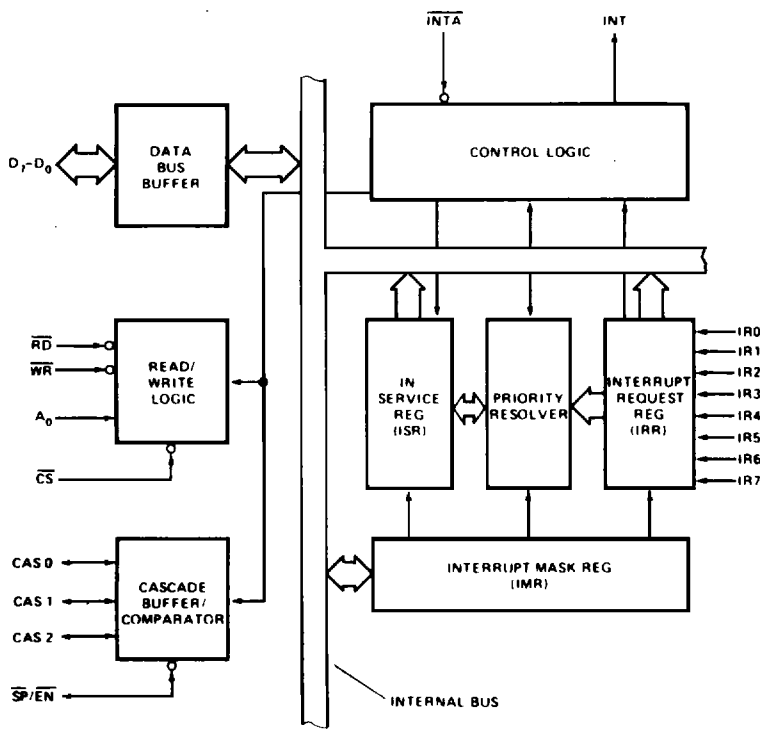 INTA INT
DATA
BUS
BUFFER
D7-D0
CONTROL LOGIC
RD
WR
A0
CS
READ/
WRITE
LOGIC
IN
SERVICE
REG
(ISR)
PRIORITY
RESOLVER
INTERRUPT
REQUEST
REG
(IRR)
IR0
IR1
IR2
IR3
IR4
IR5
IR6
IR7
CAS 0
CAS 1
CAS 2
SP/EN
CASCADE
BUFFER/
COMPARATOR
INTERRUPT MASK REG
(IMR)
INTERNAL BUS